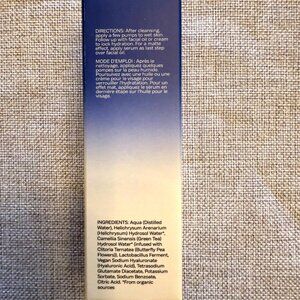 DIRECTIONS: After cleansing,
apply a few pumps to wet skin.
Follow up with facial oil or cream
to lock hydration. For a matte
effect, apply serum as last step
over facial oil.
MODE D'EMPLOI : Après le
nettoyage, appliquez quelques
pompes sur la peau humide.
Poursuivez avec une huile ou une
crème pour le visage pour
verrouiller l'hydratation. Pour
un effet mat, appliquez le sérum en
dernière étape sur l'huile pour le
visage.
INGREDIENTS: Aqua (Distilled
Water), Helichrysum Arenarium
(Helichrysum) Hydrosol Water*,
Camellia Sinensis (Green Tea)
Hydrosol Water* (infused with
Clitoria Ternatea (Butterfly Pea
Flowers)), Lactobacillus Ferment,
Vegan Sodium Hyaluronate
(Hyaluronic Acid), Tetrasodium
Glutamate Diacetate, Potassium
Sorbate, Sodium Benzoate,
Citric Acid. *From organic
sources